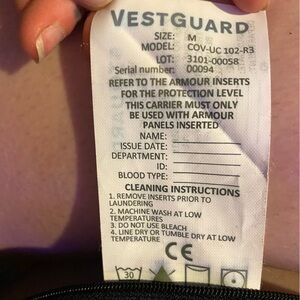 VESTGUARD
SIZE: M
MODEL: COV-UC 102-R3
LOT: 3101-00058
Serial number: 00094
REFER TO THE ARMOUR INSERTS
FOR THE PROTECTION LEVEL
THIS CARRIER MUST ONLY
BE USED WITH ARMOUR
PANELS INSERTED
NAME:
ISSUE DATE:
DEPARTMENT:
ID:
BLOOD TYPE:
CLEANING INSTRUCTIONS
1. REMOVE INSERTS PRIOR TO
LAUNDERING
2. MACHINE WASH AT LOW
TEMPERATURES
3. DO NOT USE BLEACH
4. LINE DRY OR TUMBLE DRY AT LOW
TEMPERATURE
CE
30